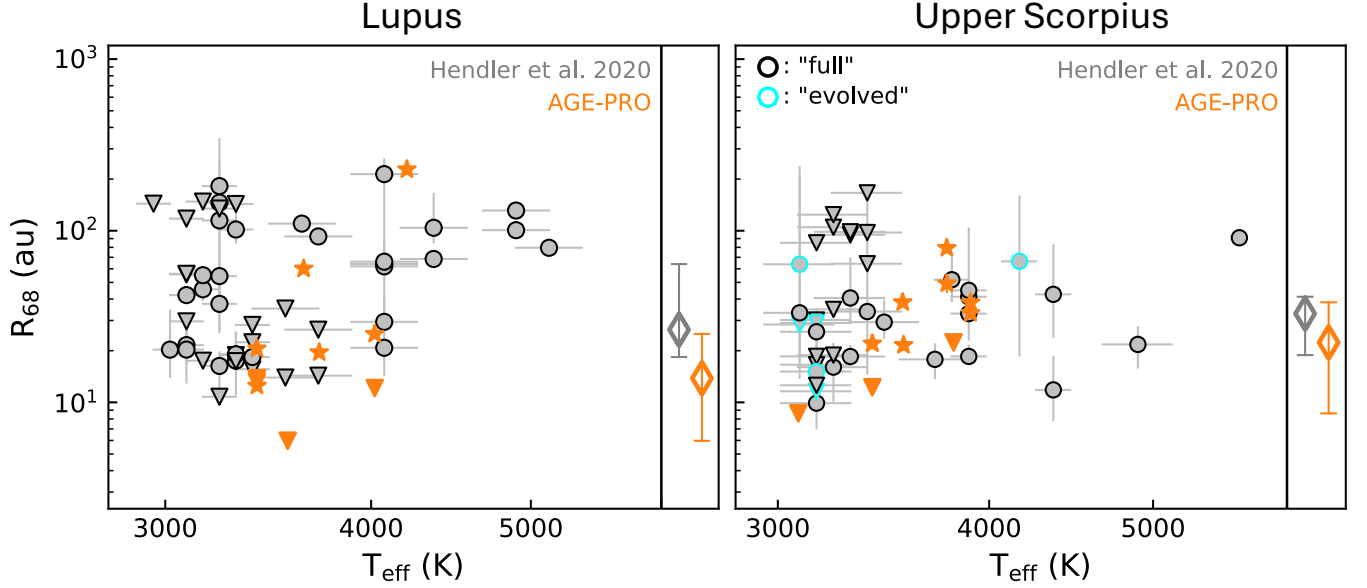 Lupus
Upper Scorpius
Hendler et al. 2020
AGE-PRO
: "full"
: "evolved"
Hendler et al. 2020
AGE-PRO
R68 (au)
10³
10²
10¹
3000
4000
5000
3000
4000
5000
Teff (K)
Teff (K)